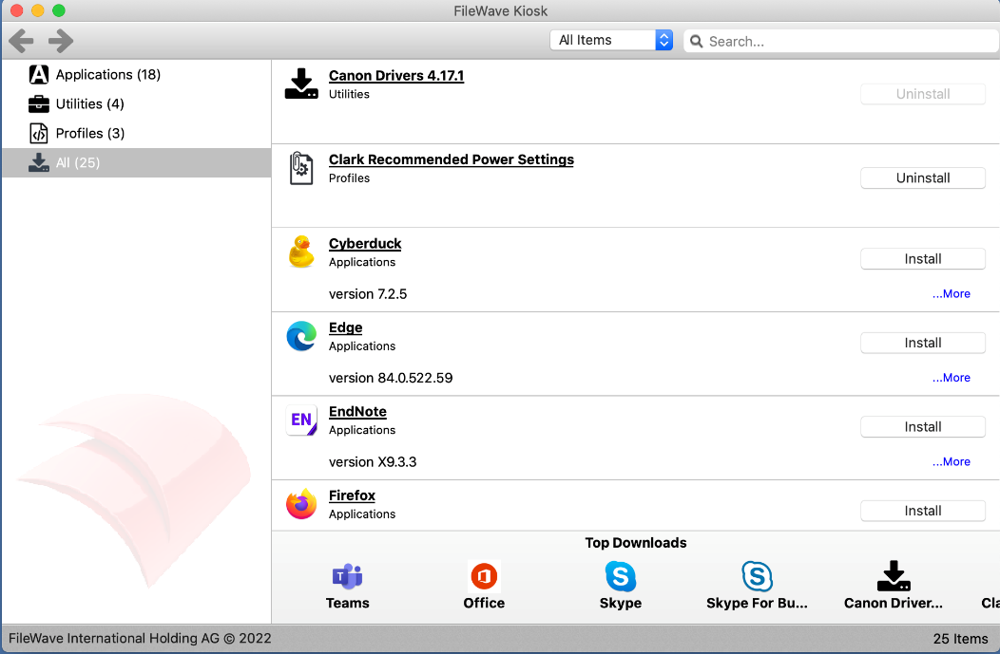 FileWave Kiosk
All Items
Search...
Applications (18)
Utilities (4)
Profiles (3)
All (25)
Canon Drivers 4.17.1
Utilities
Uninstall
Clark Recommended Power Settings
Profiles
Uninstall
Cyberduck
Applications
Install
version 7.2.5
...More
Edge
Applications
Install
version 84.0.522.59
...More
EN
EndNote
Applications
Install
version X9.3.3
...More
Firefox
Applications
Install
Top Downloads
Teams
Office
Skype
Skype For Bu...
Canon Driver...
Cla
FileWave International Holding AG © 2022
25 Items